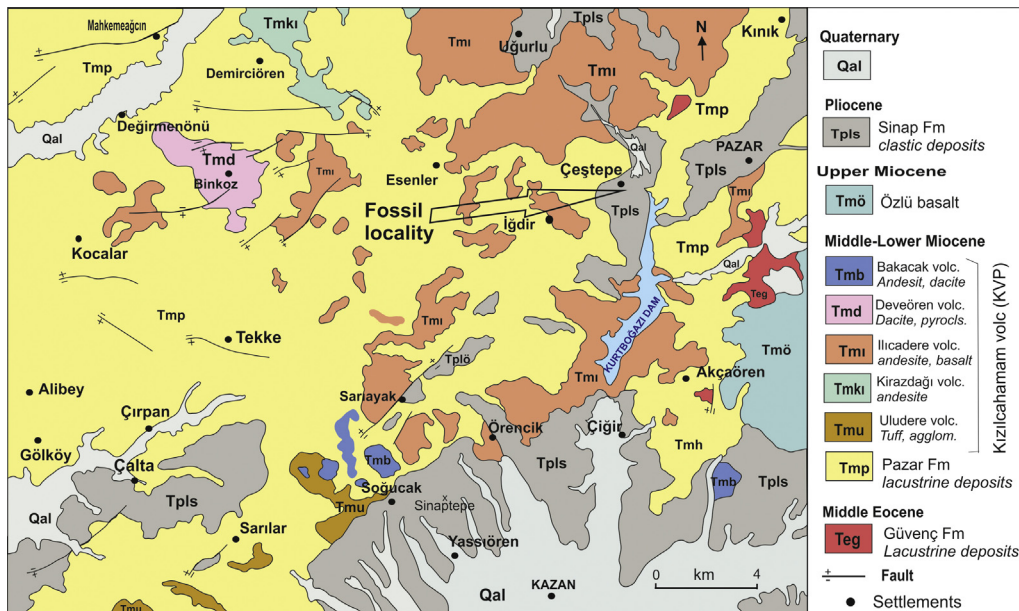 Mahkemeağcın
Tmkı
Tmp
Demirciören
Tmı
Tpls
Uğurlu
N
Kınık
Tmı
Tmp
Qal
Değirmenönü
Tmd
Binkoz
Tmı
Esenler
Qal
Çeştepe
PAZAR
Tpls
Tmı
Fossil
locality
İğdir
Tpls
Kocalar
Tmp
Qal
Teg
Tmp
Tekke
Tmı
Tplö
KURTBOĞAZI DAM
Tmö
Alibey
Sarıayak
Tmı
Akçaören
Çırpan
Gölköy
Örencik
Çiğir
Tmh
Çalta
Tmb
Tpls
Tmb
Tpls
Tpls
Soğucak
Sinaptepe
x
Tmu
Qal
Sarılar
Yassıören
Qal
KAZAN
0 km 4
Tmu
Quaternary
Qal
Pliocene
Tpls Sinap Fm
clastic deposits
Upper Miocene
Tmö Özlü basalt
Middle-Lower Miocene
Tmb Bakacak volc.
Andesit, dacite
Tmd Deveören volc.
Dacite, pyrocls.
Tmı Ilıcadere volc.
andesite, basalt
Tmkı Kirazdağı volc.
andesite
Tmu Uludere volc.
Tuff, agglom.
Tmp Pazar Fm
lacustrine deposits
Kızılcahamam volc (KVP)
Middle Eocene
Teg Güvenç Fm
Lacustrine deposits
Fault
Settlements